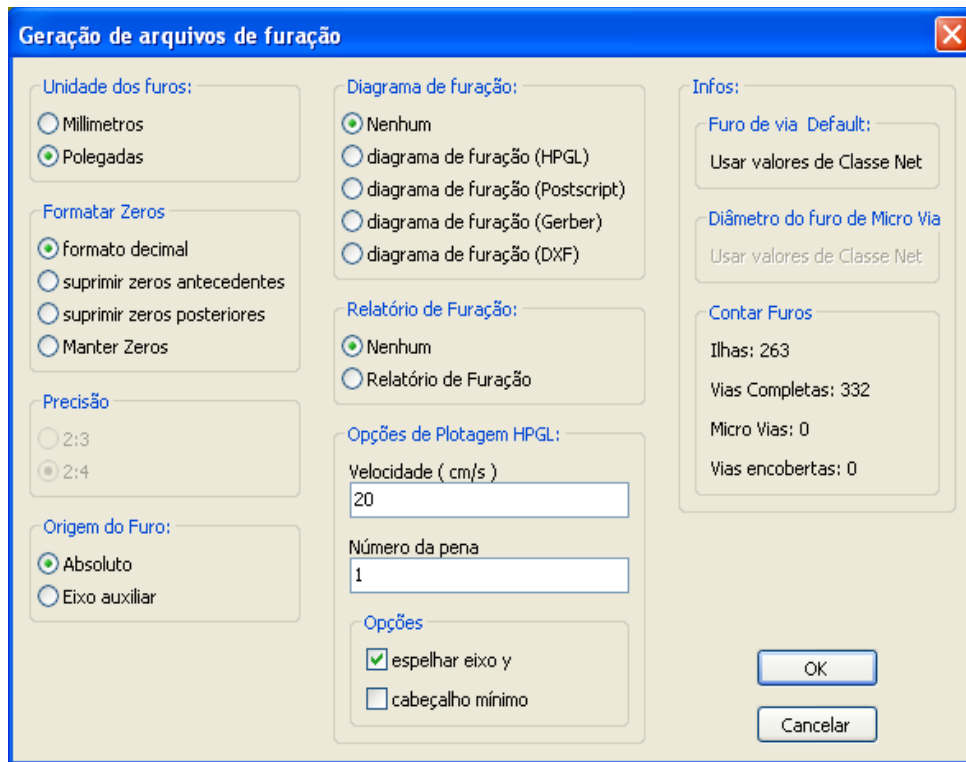 Geração de arquivos de furação
Unidade dos furos:
Millimetros
Polegadas
Formatar Zeros
formato decimal
suprimir zeros antecedentes
suprimir zeros posteriores
Manter Zeros
Precisão
2:3
2:4
Origem do Furo:
Absoluto
Eixo auxiliar
Diagrama de furação:
Nenhum
diagrama de furação (HPGL)
diagrama de furação (Postscript)
diagrama de furação (Gerber)
diagrama de furação (DXF)
Relatório de Furação:
Nenhum
Relatório de Furação
Opções de Plotagem HPGL:
Velocidade ( cm/s )
20
Número da pena
1
Opções
espelhar eixo y
cabeçalho mínimo
Infos:
Furo de via Default:
Usar valores de Classe Net
Diâmetro do furo de Micro Via
Usar valores de Classe Net
Contar Furos
Ilhas: 263
Vias Completas: 332
Micro Vias: 0
Vias encobertas: 0
OK
Cancelar